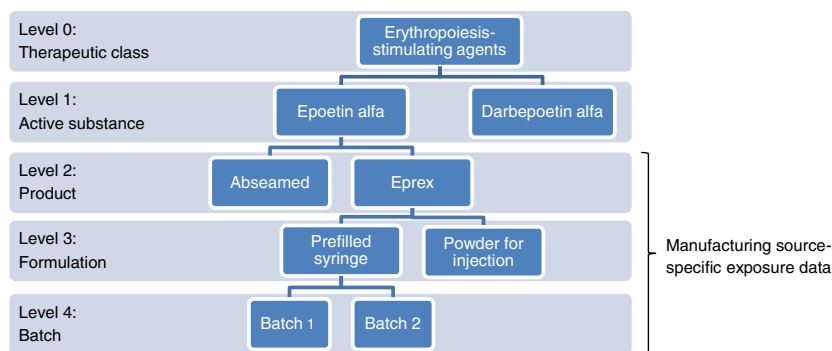 Level 0:
Therapeutic class
Erythropoiesis-
stimulating agents
Level 1:
Active substance
Epoetin alfa
Darbepoetin alfa
Level 2:
Product
Abseamed
Eprex
Level 3:
Formulation
Prefilled
syringe
Powder for
injection
Level 4:
Batch
Batch 1
Batch 2
Manufacturing source-
specific exposure data